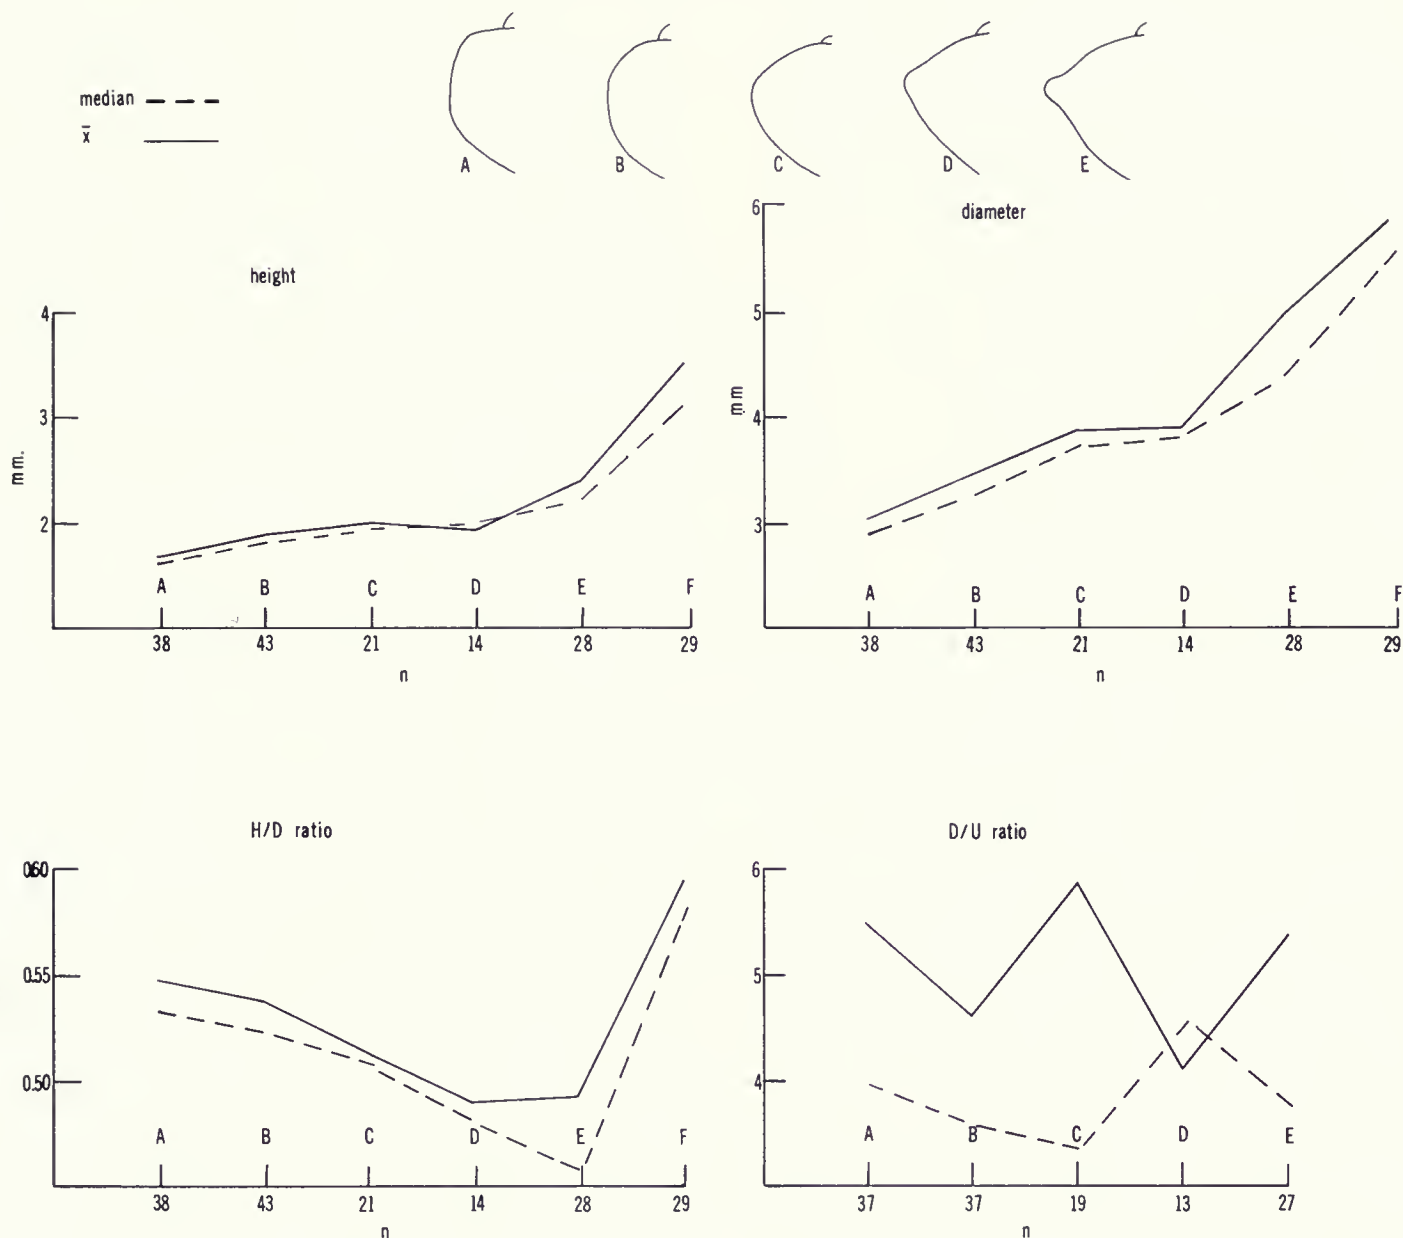 median
x̄
A B C D E
height
4
3
2
mm.
A B C D E F
38 43 21 14 28 29
n
diameter
6
5
4
3
mm
A B C D E F
38 43 21 14 28 29
n
H/D ratio
0.60
0.55
0.50
A B C D E F
38 43 21 14 28 29
n
D/U ratio
6
5
4
A B C D E
37 37 19 13 27
n